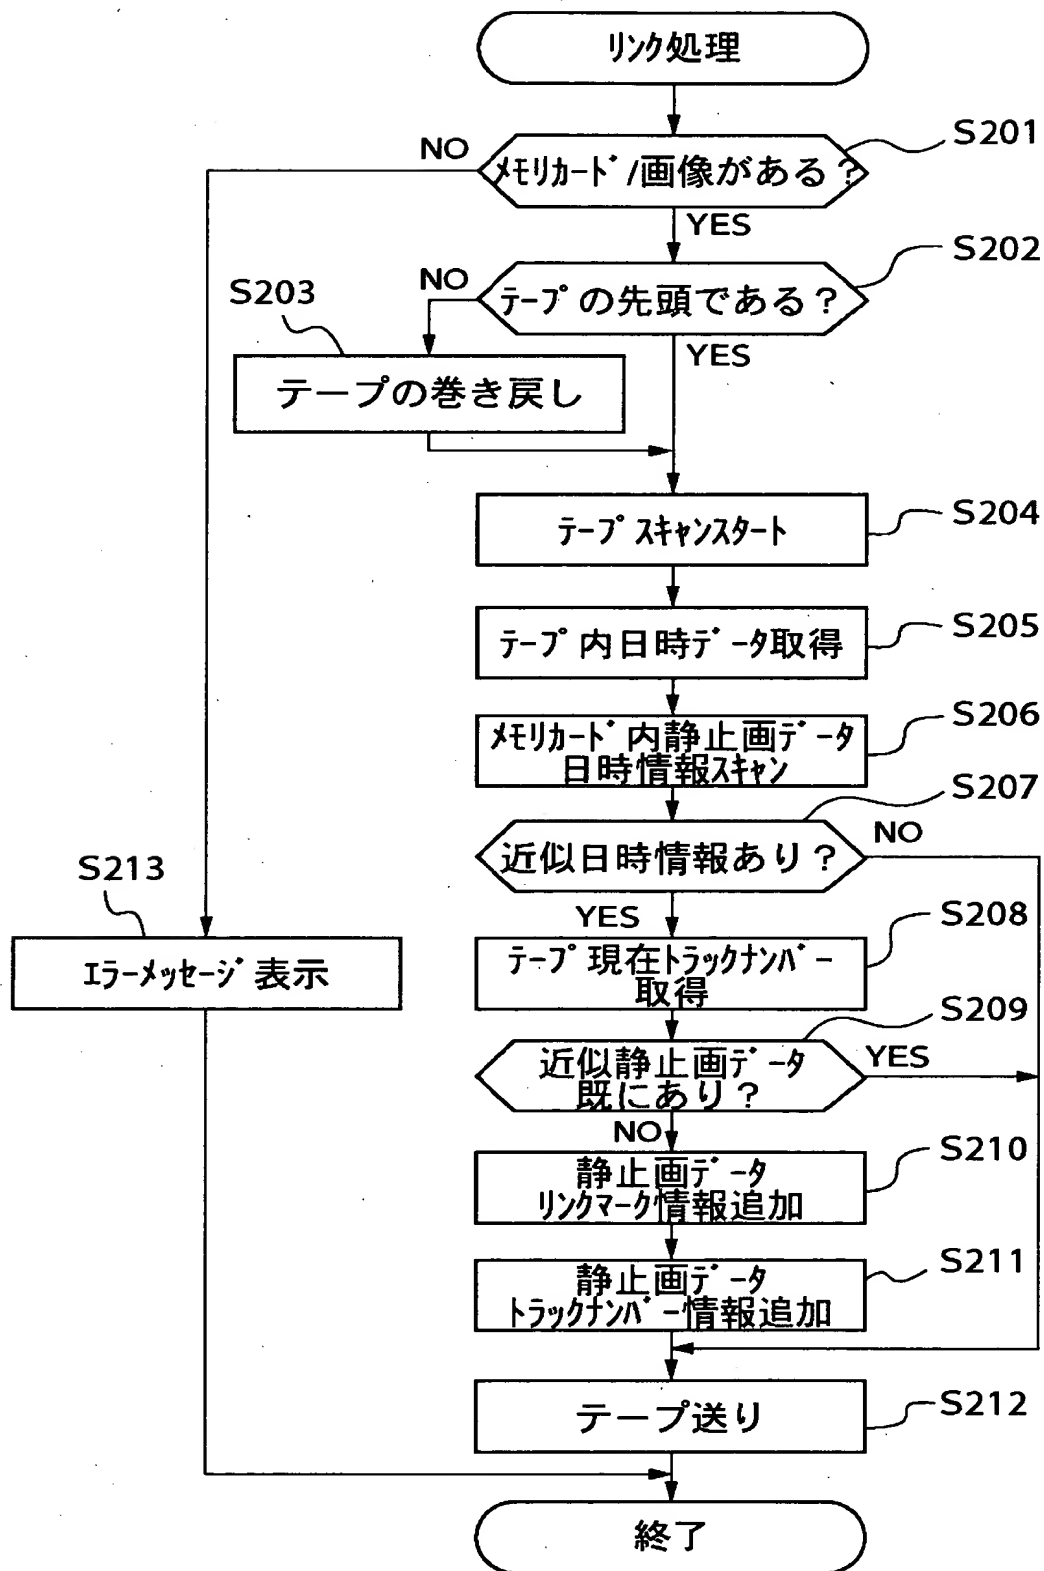 リンク処理
S201
NO
メモリカード/画像がある？
YES
S202
NO
テープの先頭である？
S203
YES
テープの巻き戻し
S204
テープスキャンスタート
S205
テープ内日時データ取得
S206
メモリカード内静止画データ
日時情報スキャン
S207
NO
近似日時情報あり？
S213
YES
S208
エラーメッセージ表示
テープ現在トラックナンバー
取得
S209
近似静止画データ
既にあり？
YES
NO
S210
静止画データ
リンクマーク情報追加
S211
静止画データ
トラックナンバー情報追加
テープ送り
S212
終了